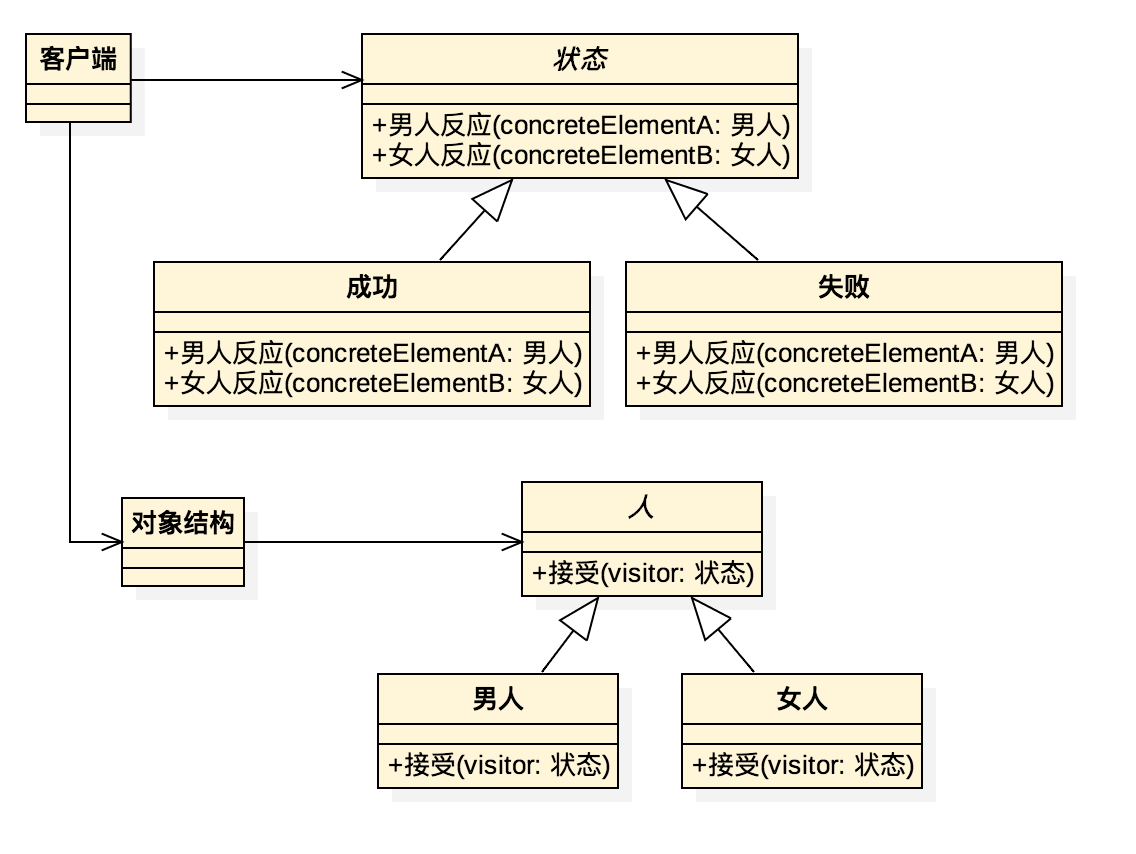 客户端
状态
+男人反应(concreteElementA: 男人)
+女人反应(concreteElementB: 女人)
成功
+男人反应(concreteElementA: 男人)
+女人反应(concreteElementB: 女人)
失败
+男人反应(concreteElementA: 男人)
+女人反应(concreteElementB: 女人)
对象结构
人
+接受(visitor: 状态)
男人
+接受(visitor: 状态)
女人
+接受(visitor: 状态)